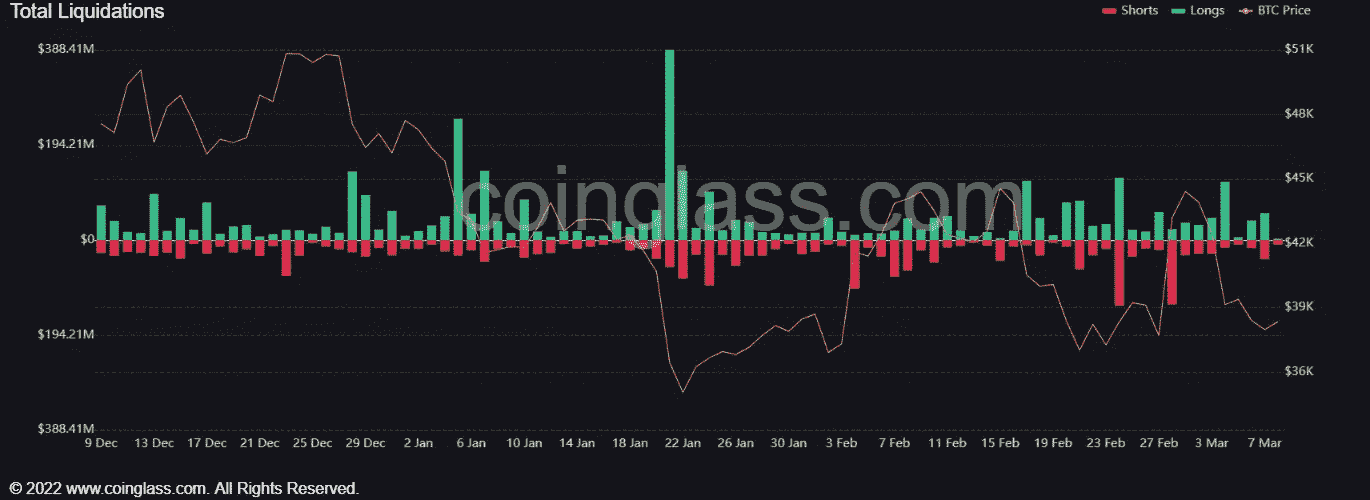 Total Liquidations
Shorts Longs BTC Price
$388.41M $51K
$48K
$194.21M
$45K
coinglass.com
$0 $42K
$39K
$194.21M
$36K
$388.41M
9 Dec 13 Dec 17 Dec 21 Dec 25 Dec 29 Dec 2 Jan 6 Jan 10 Jan 14 Jan 18 Jan 22 Jan 26 Jan 30 Jan 3 Feb 7 Feb 11 Feb 15 Feb 19 Feb 23 Feb 27 Feb 3 Mar 7 Mar
© 2022 www.coinglass.com. All Rights Reserved.